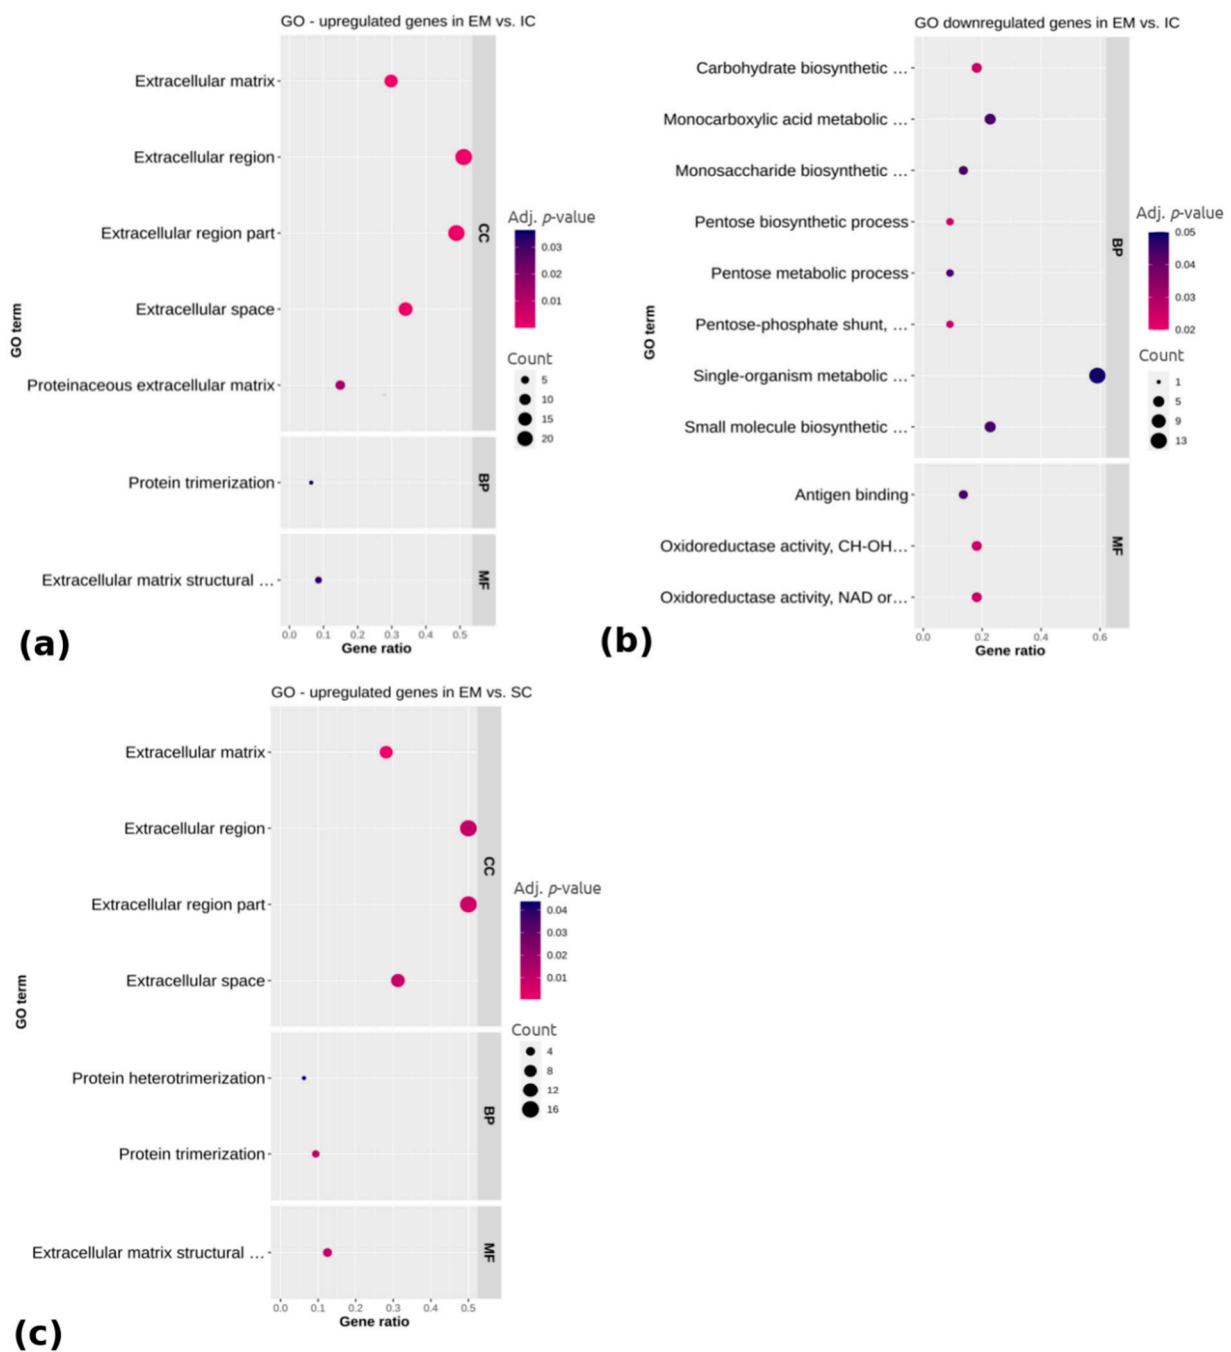 GO - upregulated genes in EM vs. IC
GO term
Extracellular matrix
Extracellular region
Extracellular region part
Extracellular space
Proteinaceous extracellular matrix
Protein trimerization
Extracellular matrix structural …
CC
BP
MF
0.0 0.1 0.2 0.3 0.4 0.5
Gene ratio
Adj. p-value
0.03
0.02
0.01
Count
5
10
15
20
(a)
GO downregulated genes in EM vs. IC
GO term
Carbohydrate biosynthetic …
Monocarboxylic acid metabolic …
Monosaccharide biosynthetic …
Pentose biosynthetic process
Pentose metabolic process
Pentose-phosphate shunt, …
Single-organism metabolic …
Small molecule biosynthetic …
Antigen binding
Oxidoreductase activity, CH-OH…
Oxidoreductase activity, NAD or…
BP
MF
0.0 0.2 0.4 0.6
Gene ratio
Adj. p-value
0.05
0.04
0.03
0.02
Count
1
5
9
13
(b)
GO - upregulated genes in EM vs. SC
GO term
Extracellular matrix
Extracellular region
Extracellular region part
Extracellular space
Protein heterotrimerization
Protein trimerization
Extracellular matrix structural …
CC
BP
MF
0.0 0.1 0.2 0.3 0.4 0.5
Gene ratio
Adj. p-value
0.04
0.03
0.02
0.01
Count
4
8
12
16
(c)